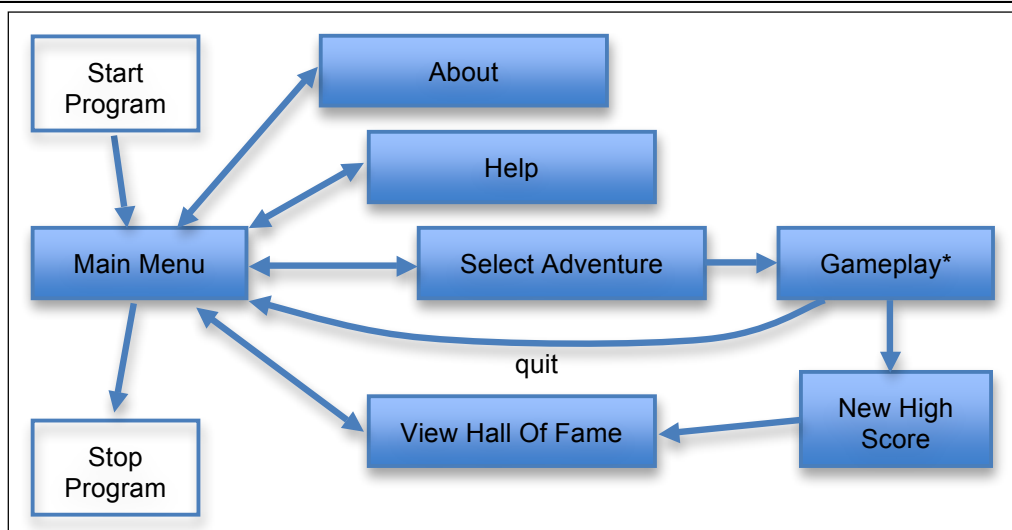 Start
Program
About
Help
Main Menu
Select Adventure
Gameplay*
quit
View Hall Of Fame
New High
Score
Stop
Program